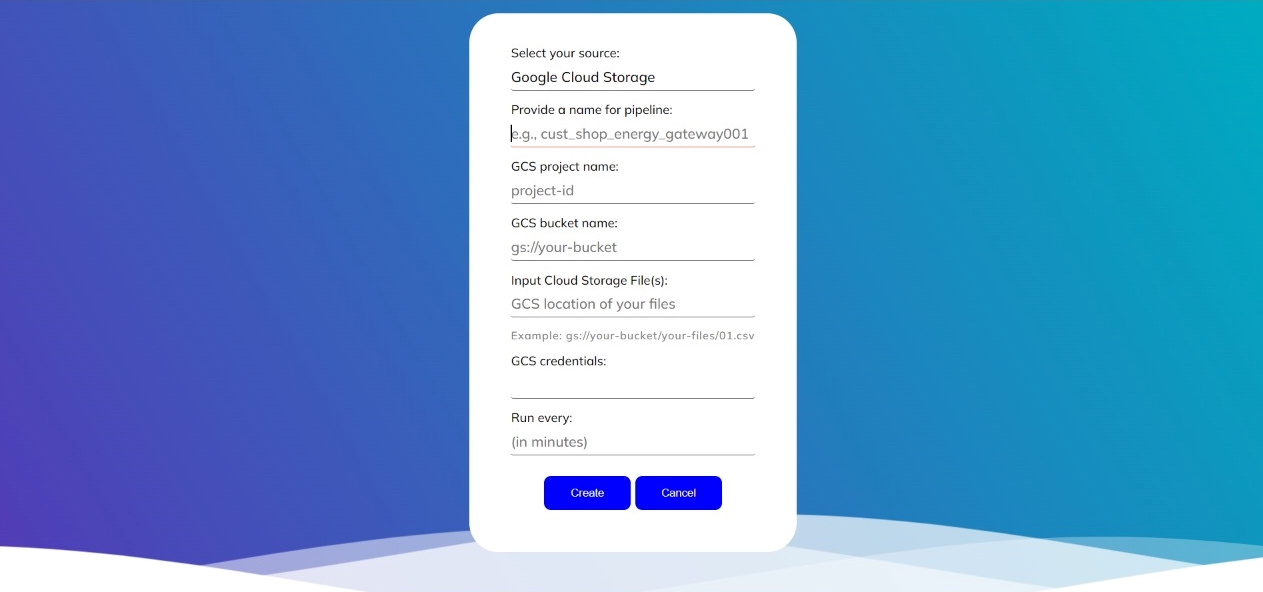 Select your source:
Google Cloud Storage
Provide a name for pipeline:
e.g., cust_shop_energy_gateway001
GCS project name:
project-id
GCS bucket name:
gs://your-bucket
Input Cloud Storage File(s):
GCS location of your files
Example: gs://your-bucket/your-files/01.csv
GCS credentials:
Run every:
(in minutes)
Create Cancel